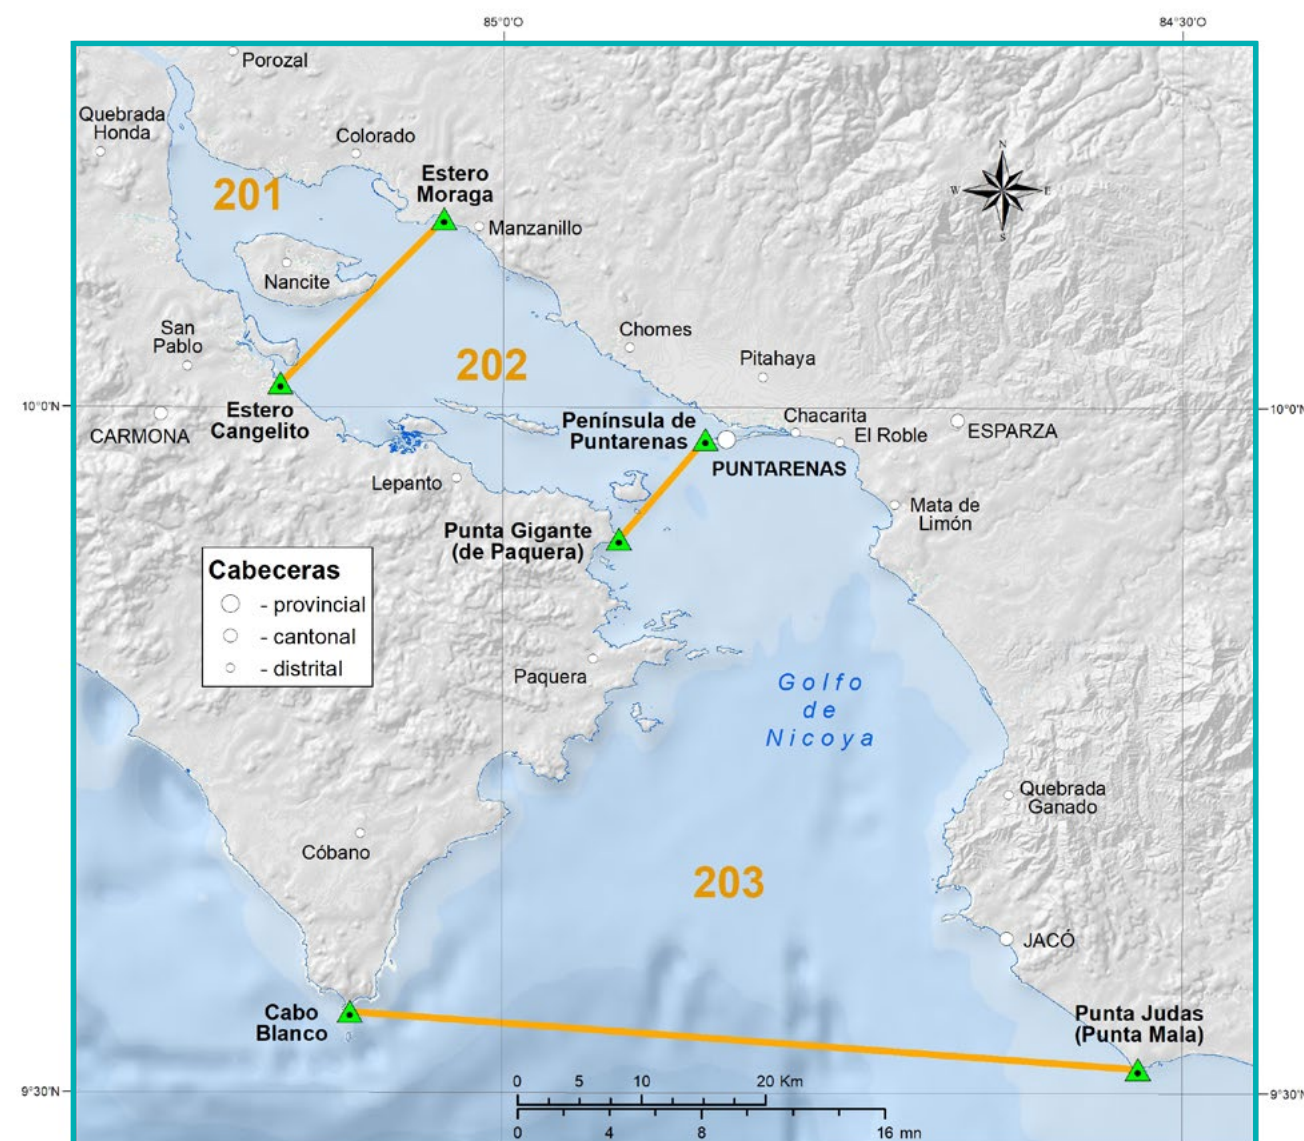 85°0'O
84°30'O
Porozal
Quebrada
Honda
Colorado
Estero
Moraga
201
Manzanillo
N
W
E
S
Nancite
San
Pablo
Chomes
202
Pitahaya
10°0'N
10°0'N
CARMONA
Estero
Cangelito
Península de
Puntarenas
Chacarita
El Roble
ESPARZA
PUNTARENAS
Lepanto
Mata de
Limón
Punta Gigante
(de Paquera)
Cabeceras
- provincial
- cantonal
- distrital
Paquera
Golfo
de
Nicoya
Quebrada
Ganado
Cóbano
203
JACÓ
Cabo
Blanco
Punta Judas
(Punta Mala)
0 5 10 20 Km
0 4 8 16 mn
9°30'N
9°30'N